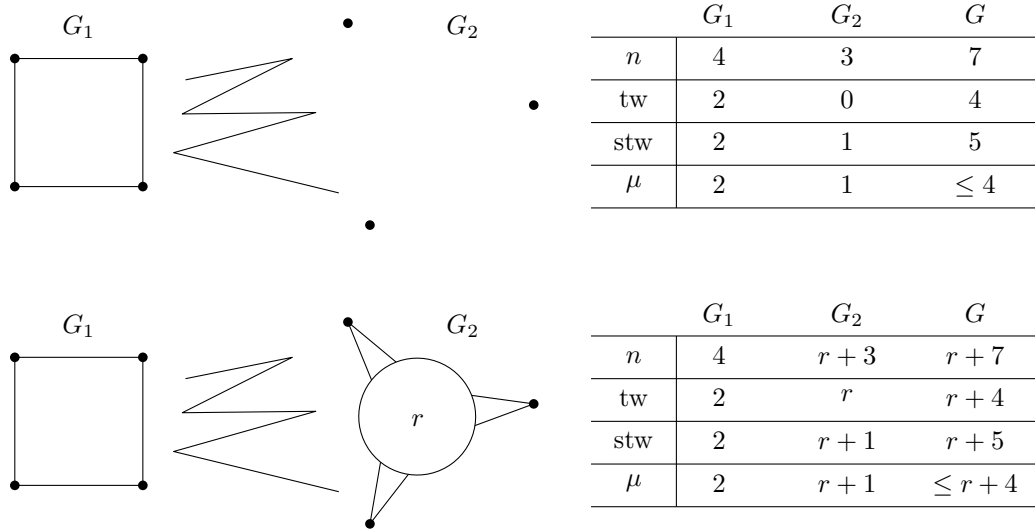 G₁ G₂ G₁ G₂ G
n 4 3 7
tw 2 0 4
stw 2 1 5
μ 2 1 ≤ 4
G₁ G₂ G₁ G₂ G
n 4 r + 3 r + 7
tw 2 r r + 4
r
stw 2 r + 1 r + 5
μ 2 r + 1 ≤ r + 4